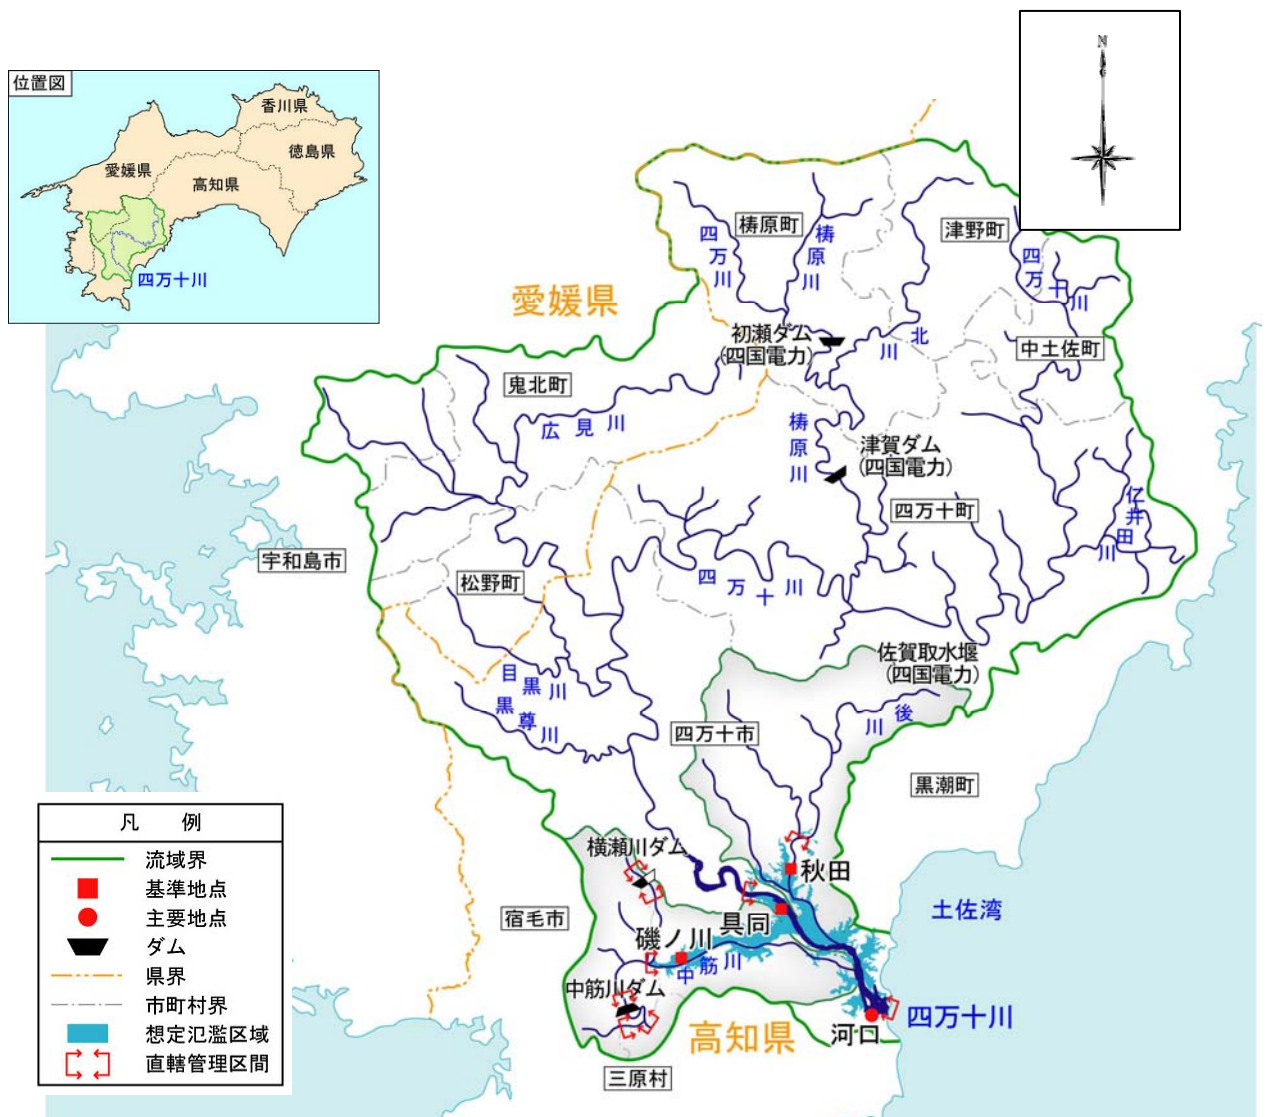 位置図
香川県
徳島県
愛媛県
高知県
四万十川
N
愛媛県
梼原町
津野町
四万川
梼原川
四万十川
初瀬ダム
(四国電力)
北川
中土佐町
鬼北町
広見川
梼原川
津賀ダム
(四国電力)
四万十町
仁井田川
宇和島市
松野町
四万十川
佐賀取水堰
(四国電力)
目黒川
黒尊川
四万十市
後川
黒潮町
横瀬川ダム
秋田
宿毛市
具同
磯ノ川
中筋川
土佐湾
中筋川ダム
四万十川
河口
高知県
三原村
凡 例
流域界
基準地点
主要地点
ダム
県界
市町村界
想定氾濫区域
直轄管理区間